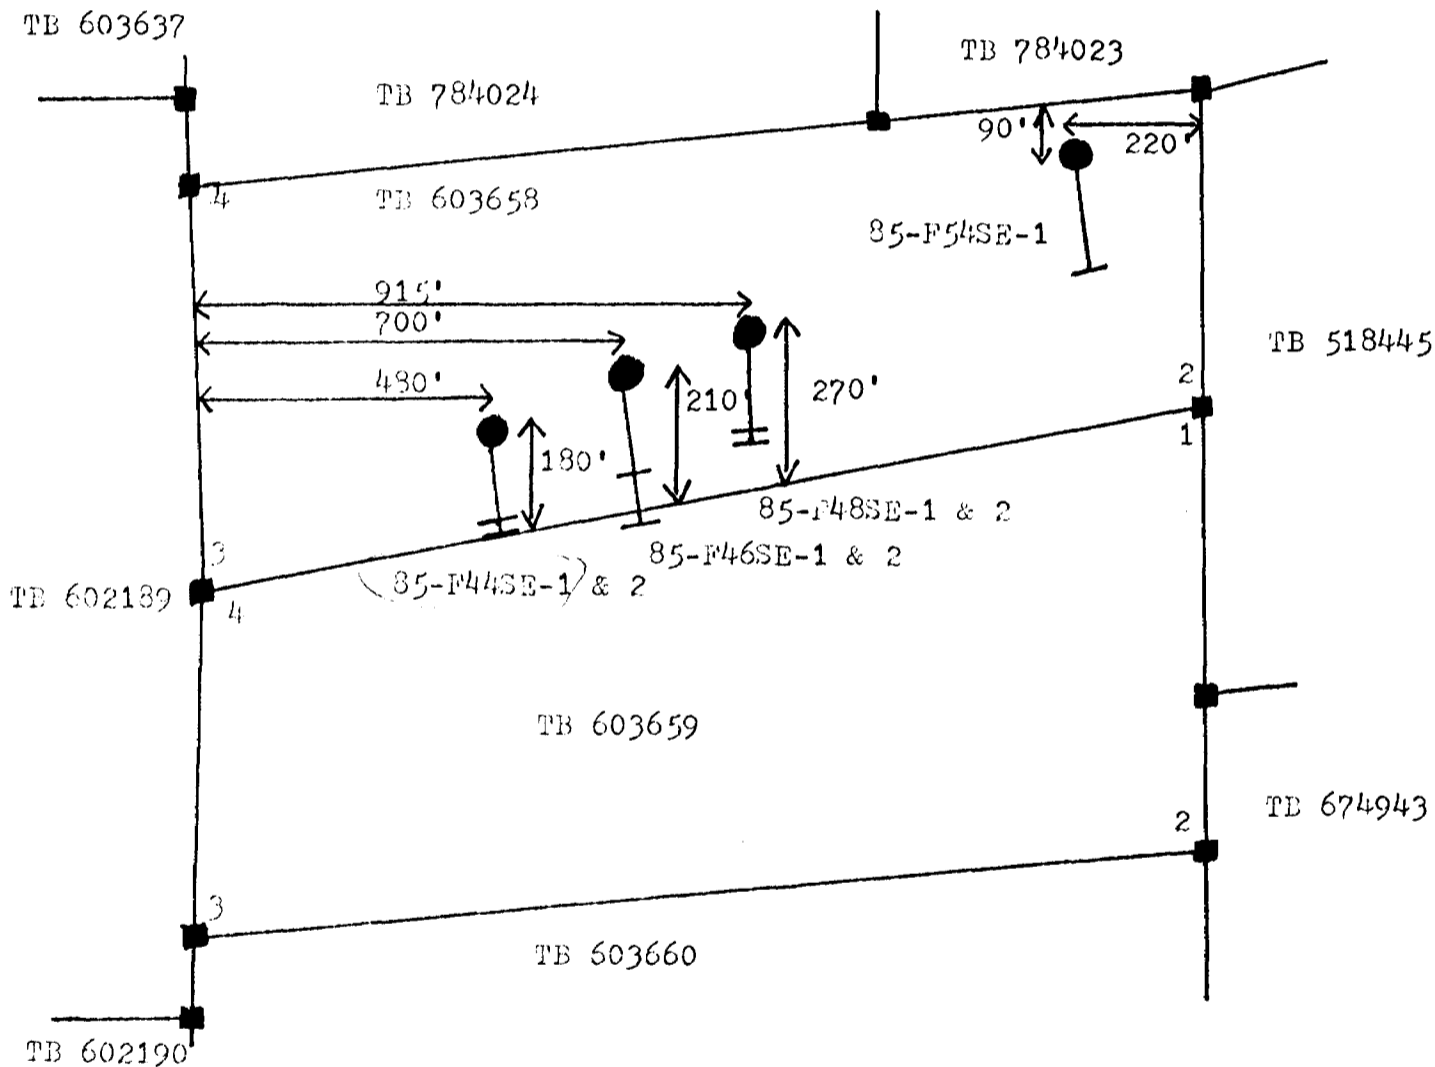 TB 603637
TB 784024
TB 784023
90'
220'
4
TB 603658
85-F54SE-1
915'
700'
TB 518445
480'
2
210'
270'
1
180'
85-F48SE-1 & 2
3
85-F46SE-1 & 2
TB 602189
4
85-F44SE-1 & 2
TB 603659
2
TB 674943
3
TB 603660
TB 602190